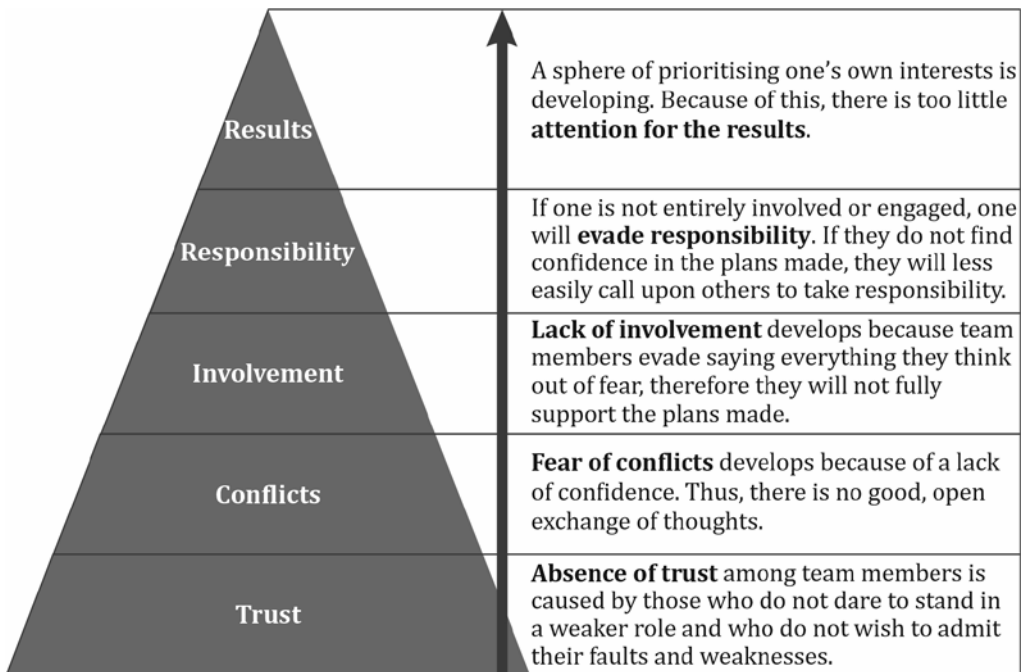 Results
A sphere of prioritising one’s own interests is
developing. Because of this, there is too little
attention for the results.
Responsibility
If one is not entirely involved or engaged, one
will evade responsibility. If they do not find
confidence in the plans made, they will less
easily call upon others to take responsibility.
Involvement
Lack of involvement develops because team
members evade saying everything they think
out of fear, therefore they will not fully
support the plans made.
Conflicts
Fear of conflicts develops because of a lack
of confidence. Thus, there is no good, open
exchange of thoughts.
Trust
Absence of trust among team members is
caused by those who do not dare to stand in
a weaker role and who do not wish to admit
their faults and weaknesses.